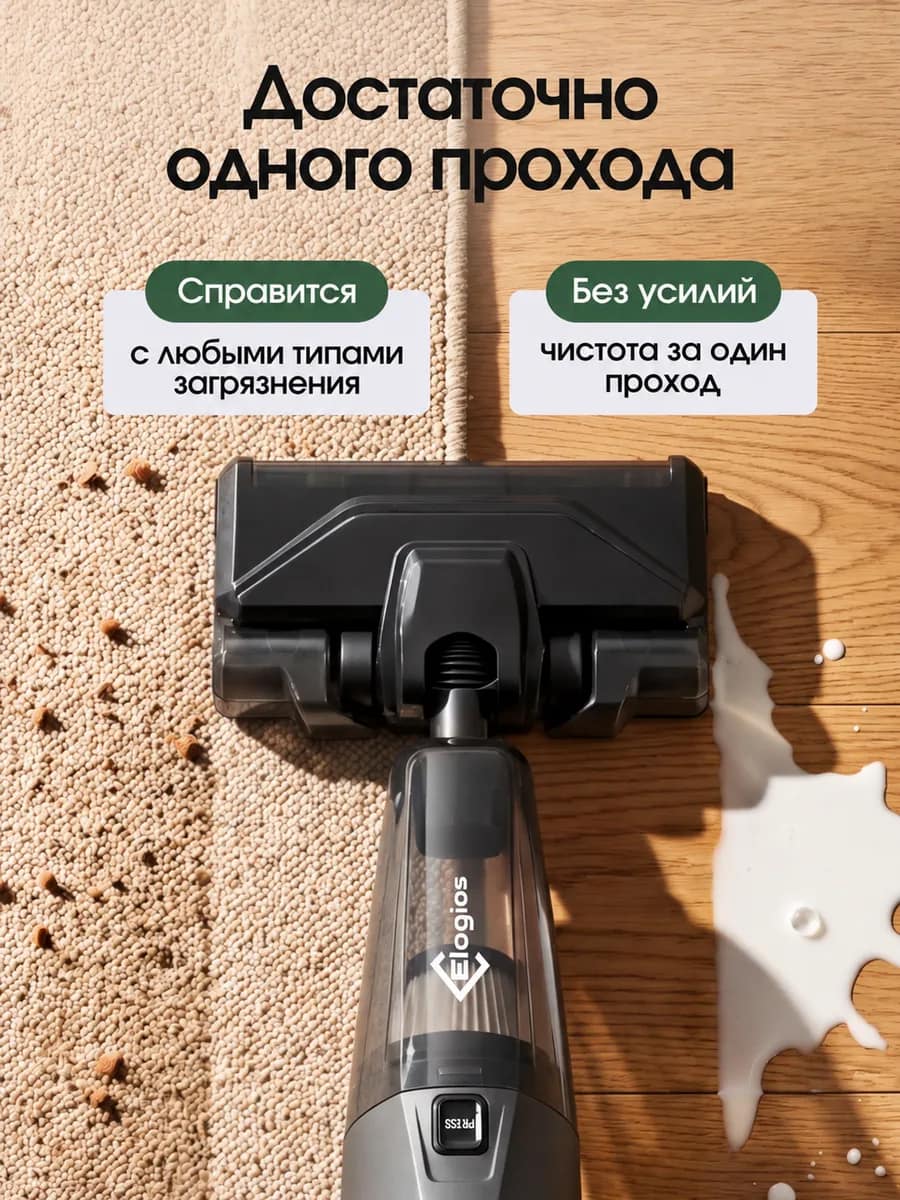 Достаточно
одного прохода
Справится
с любыми типами
загрязнения
Без усилий
чистота за один
проход
Elogios
PRESS